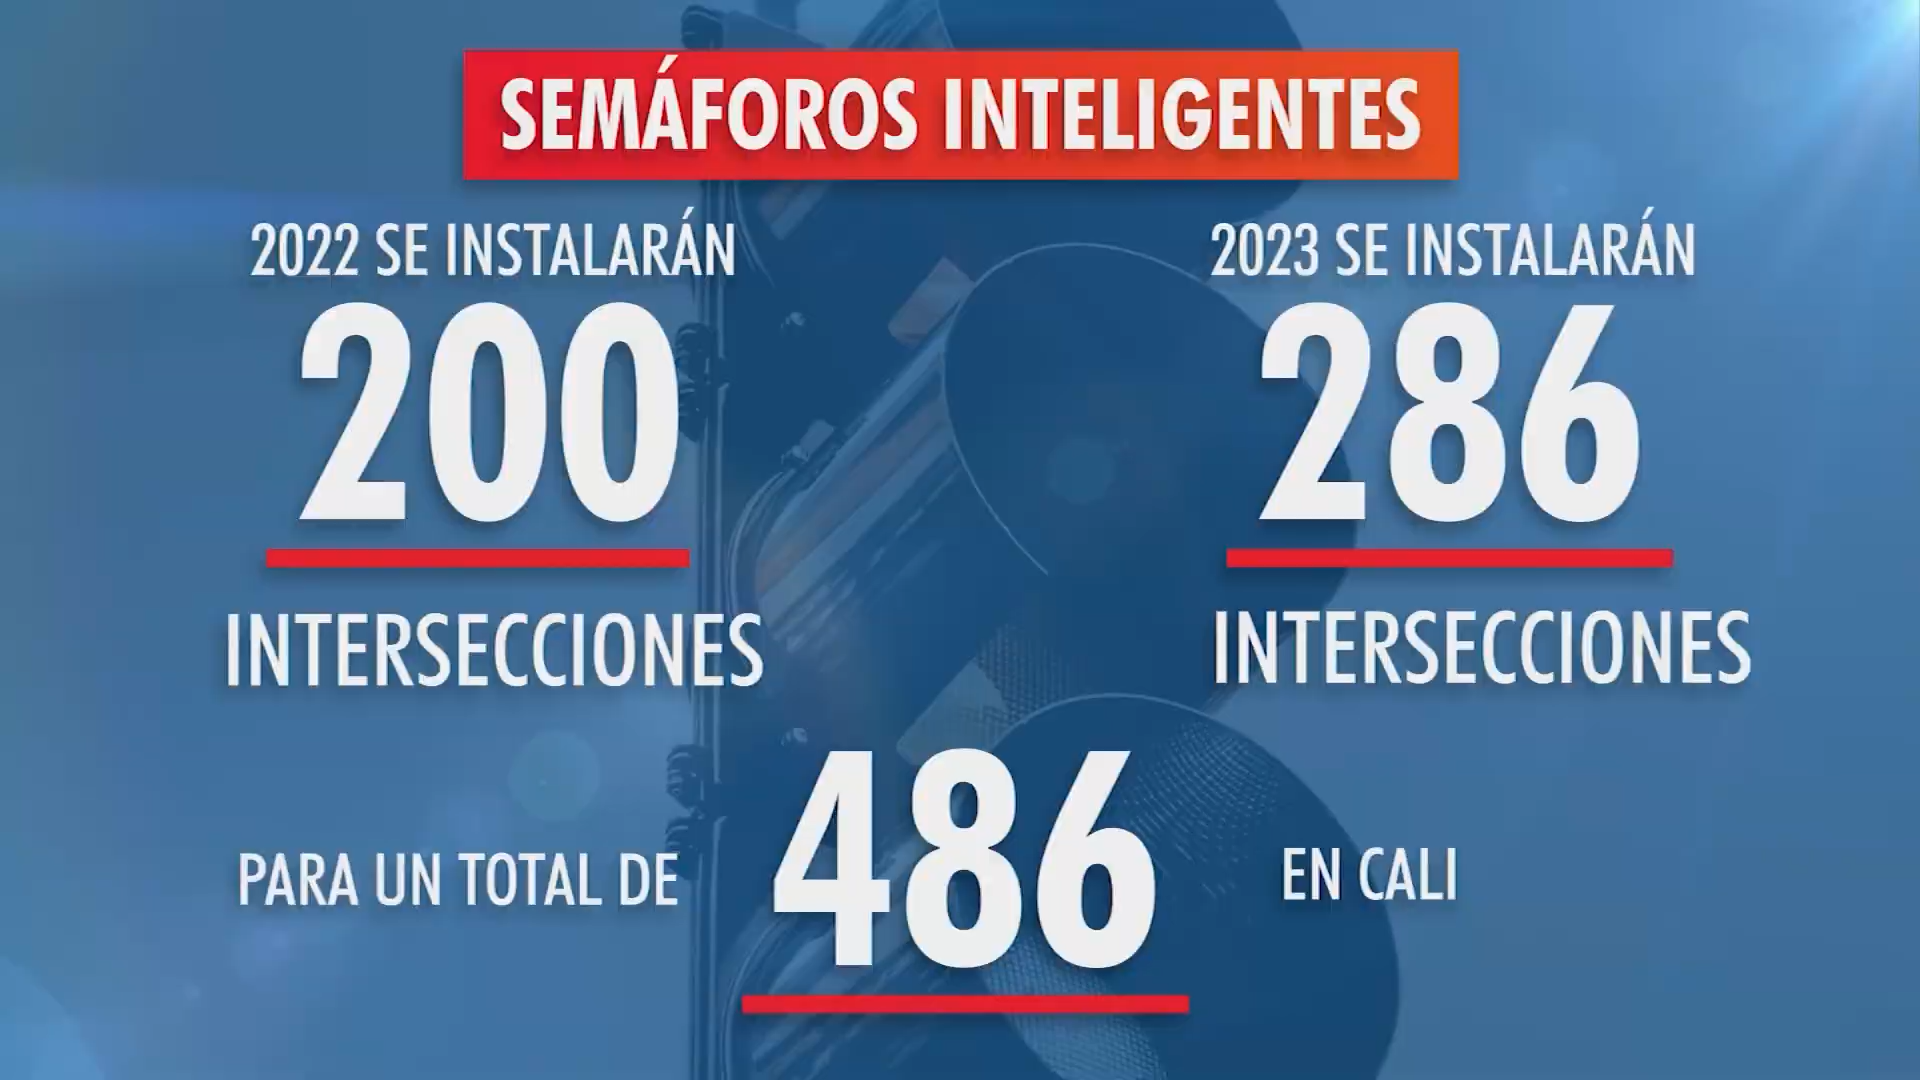 SEMÁFOROS INTELIGENTES
2022 SE INSTALARÁN
200
INTERSECCIONES
2023 SE INSTALARÁN
286
INTERSECCIONES
PARA UN TOTAL DE 486 EN CALI